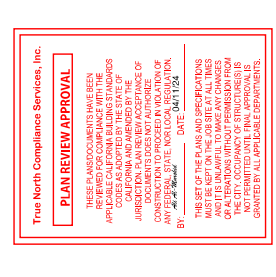 True North Compliance Services, Inc.
PLAN REVIEW APPROVAL
THESE PLANS/DOCUMENTS HAVE BEEN
REVIEWED FOR COMPLIANCE WITH THE
APPLICABLE CALIFORNIA BUILDING STANDARDS
CODES AS ADOPTED BY THE STATE OF
CALIFORNIA AND AMENDED BY THE
JURISDICTION. PLAN REVIEW ACCEPTANCE OF
DOCUMENTS DOES NOT AUTHORIZE
CONSTRUCTION TO PROCEED IN VIOLATION OF
ANY FEDERAL, STATE, NOR LOCAL REGULATION.
BY: DATE: 04/11/24
THIS SET OF THE PLANS AND SPECIFICATIONS
MUST BE KEPT ON THE JOB SITE AT ALL TIMES
AND IT IS UNLAWFUL TO MAKE ANY CHANGES
OR ALTERATIONS WITHOUT PERMISSION FROM
THE CITY. OCCUPANCY OF STRUCTURE(S) IS
NOT PERMITTED UNTIL FINAL APPROVAL IS
GRANTED BY ALL APPLICABLE DEPARTMENTS.